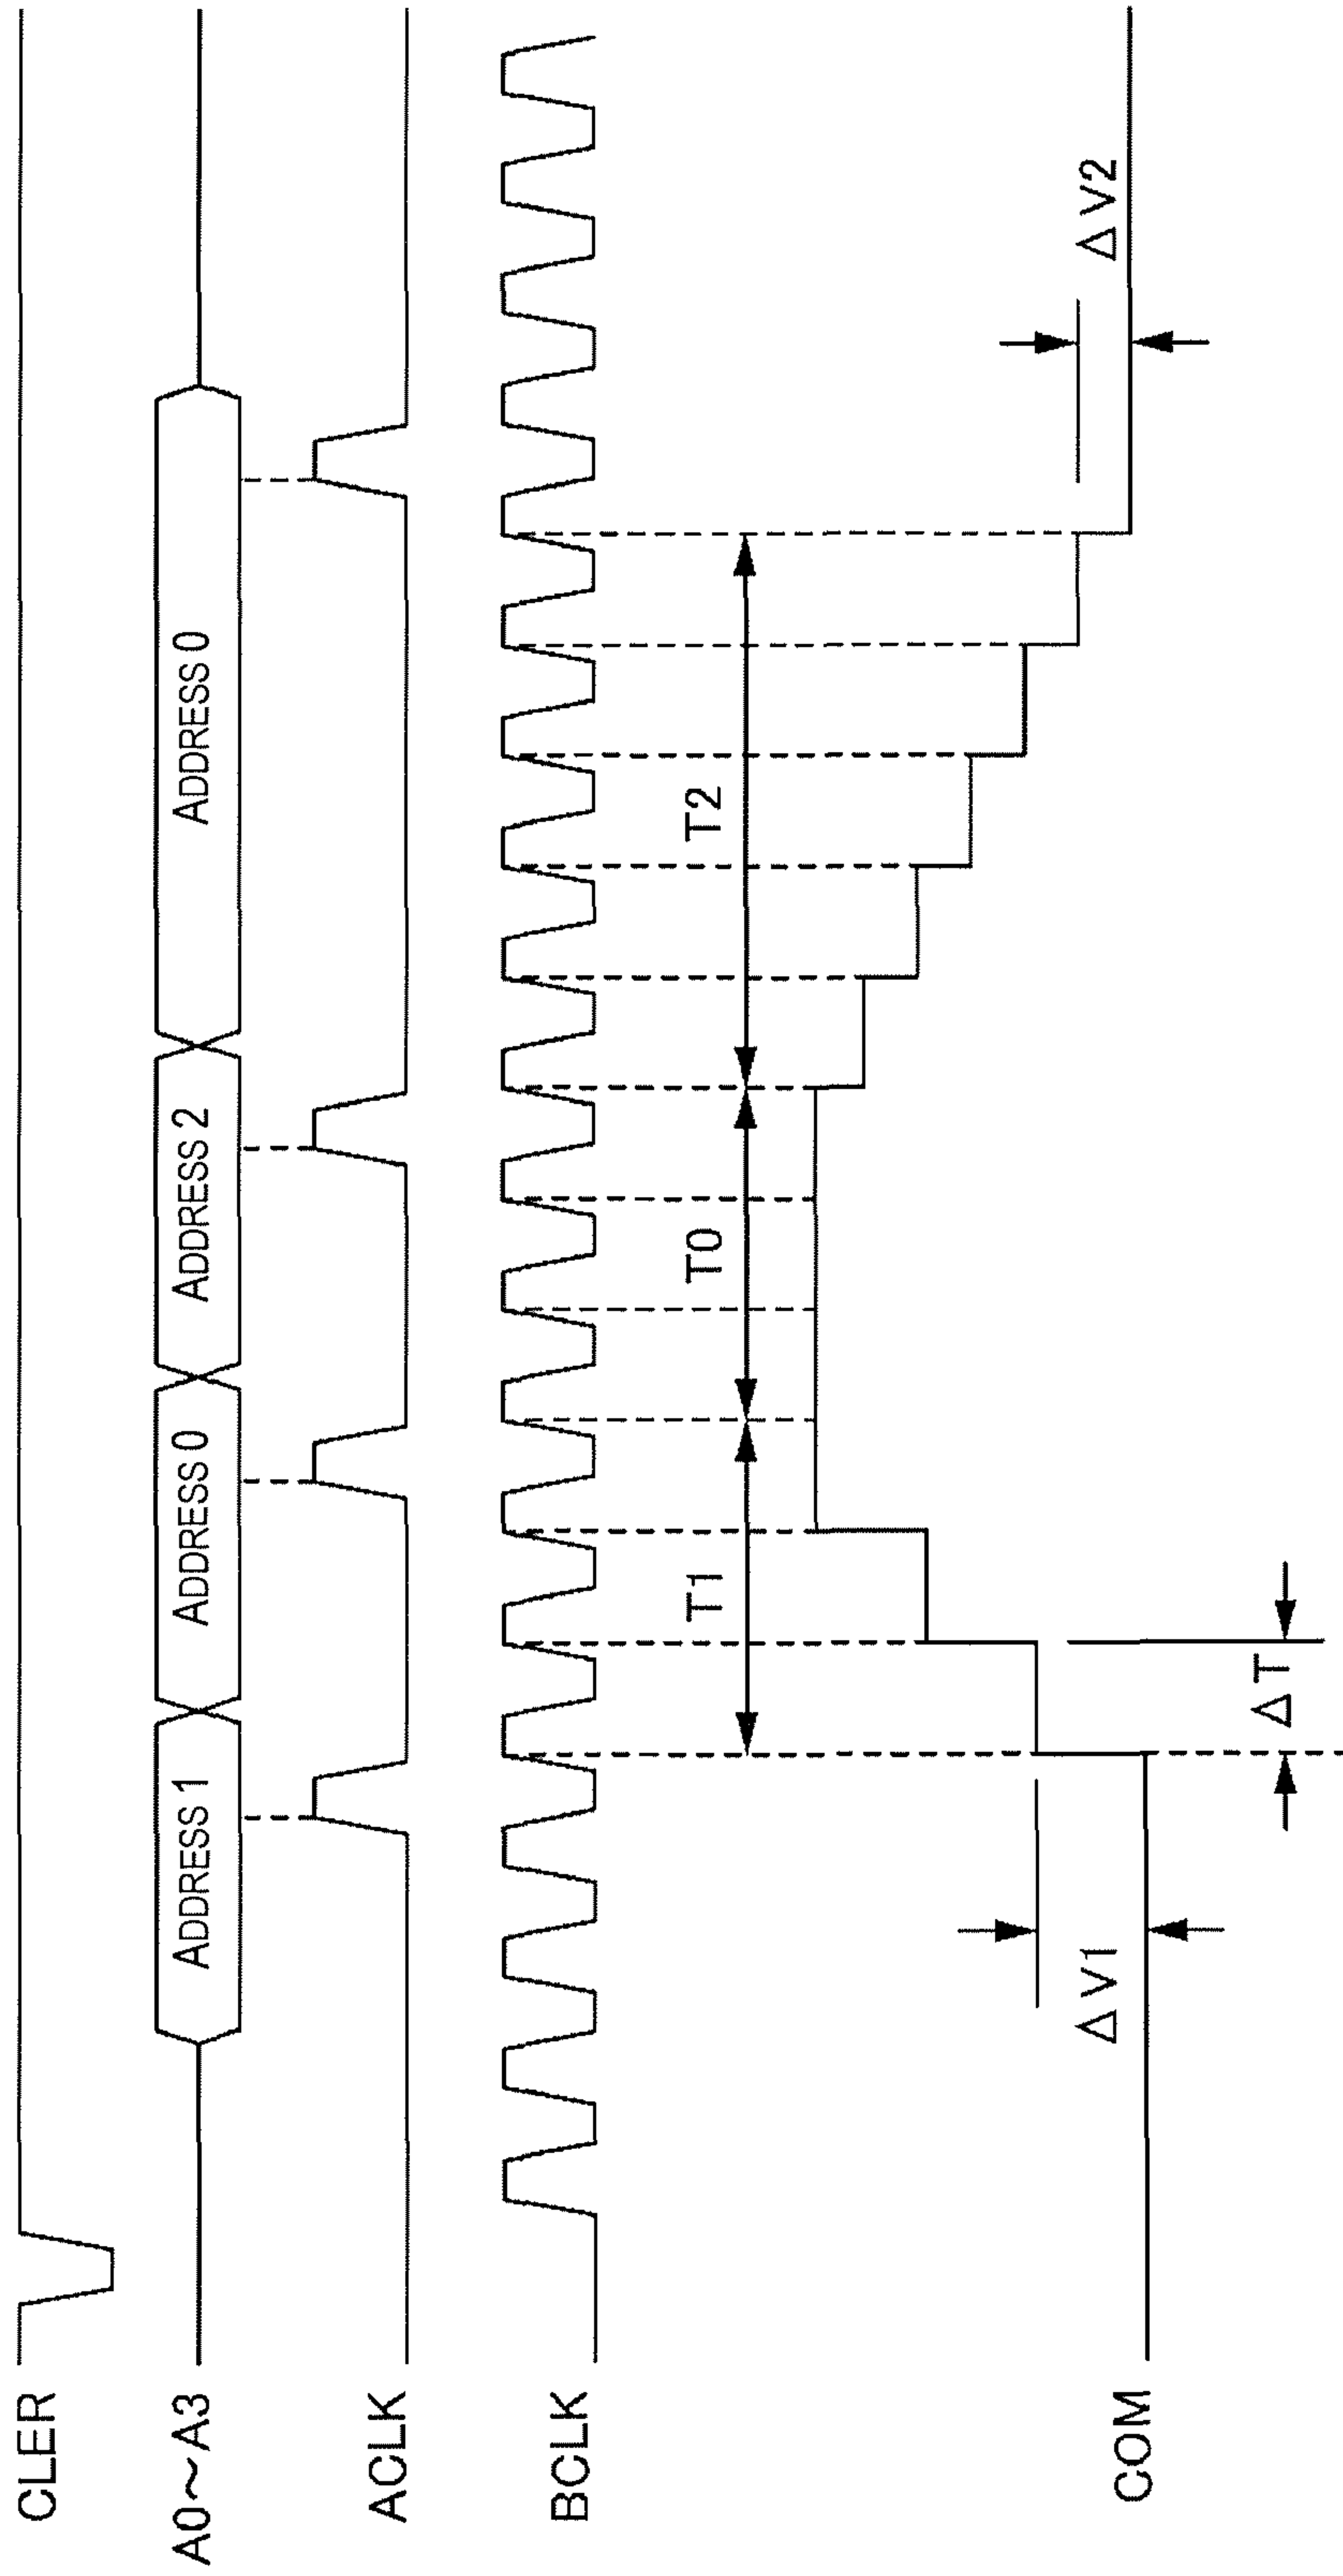 CLER
A0～A3
ADDRESS 1
ADDRESS 0
ADDRESS 2
ADDRESS 0
ACLK
BCLK
T1
T0
T2
COM
ΔV1
ΔV2
ΔT